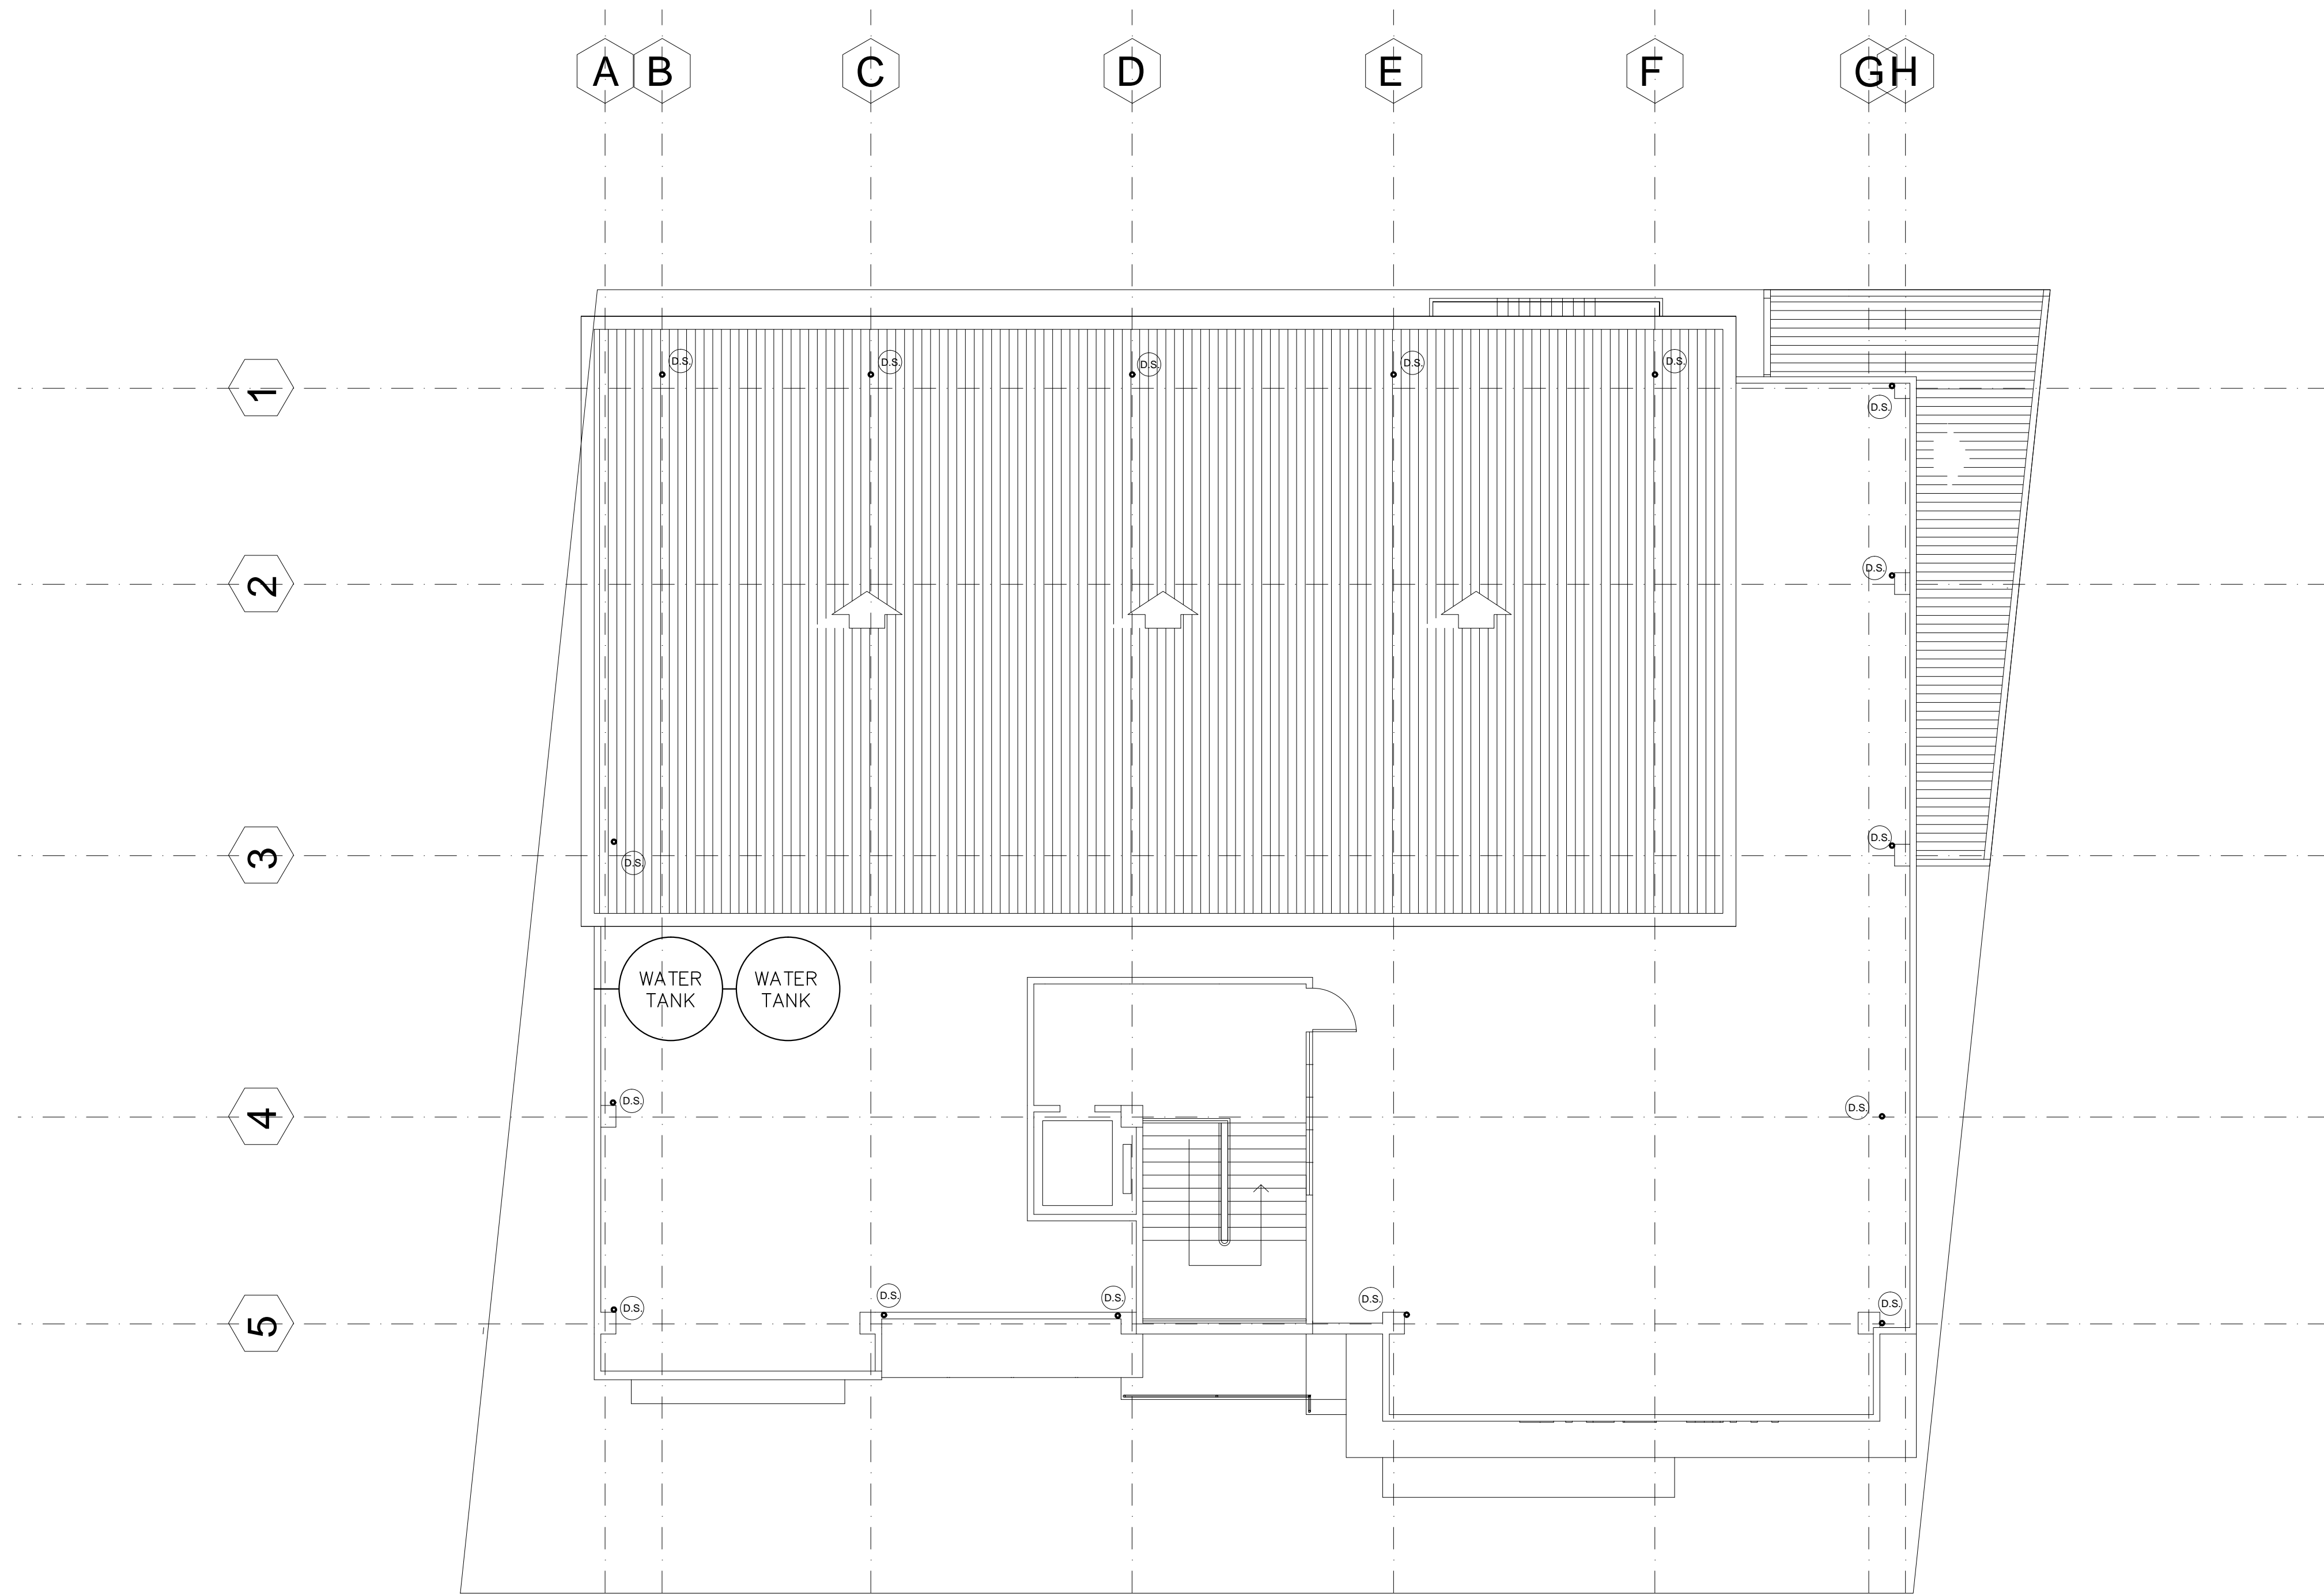 A B C D E F G H
D.S. D.S. D.S. D.S. D.S.
1
D.S.
2
D.S.
D.S.
3
D.S.
WATER
TANK
WATER
TANK
D.S.
D.S.
4
D.S. D.S. D.S. D.S. D.S.
5